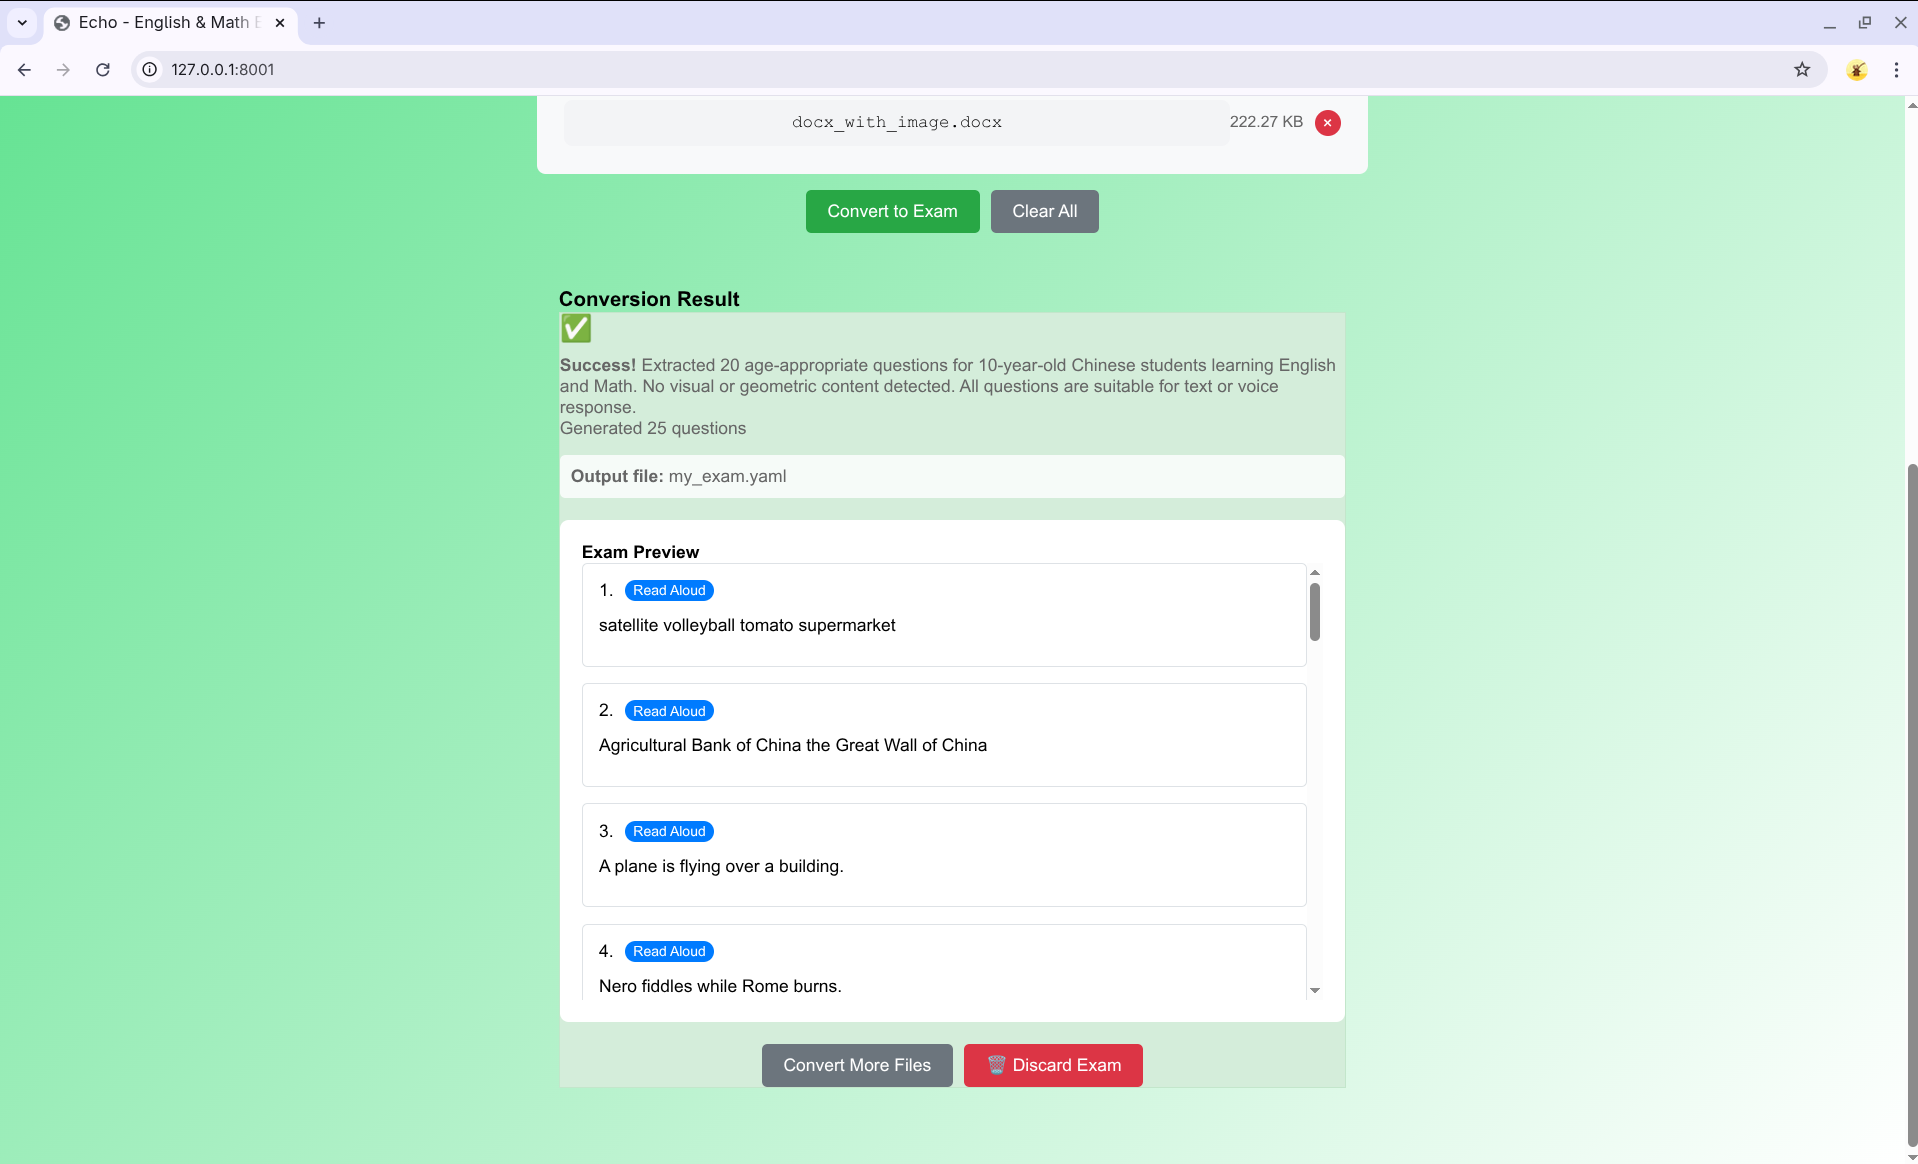 Echo - English & Math E
127.0.0.1:8001
docx_with_image.docx 222.27 KB
Convert to Exam Clear All
Conversion Result
Success! Extracted 20 age-appropriate questions for 10-year-old Chinese students learning English
and Math. No visual or geometric content detected. All questions are suitable for text or voice
response.
Generated 25 questions
Output file: my_exam.yaml
Exam Preview
1. Read Aloud
satellite volleyball tomato supermarket
2. Read Aloud
Agricultural Bank of China the Great Wall of China
3. Read Aloud
A plane is flying over a building.
4. Read Aloud
Nero fiddles while Rome burns.
Convert More Files Discard Exam